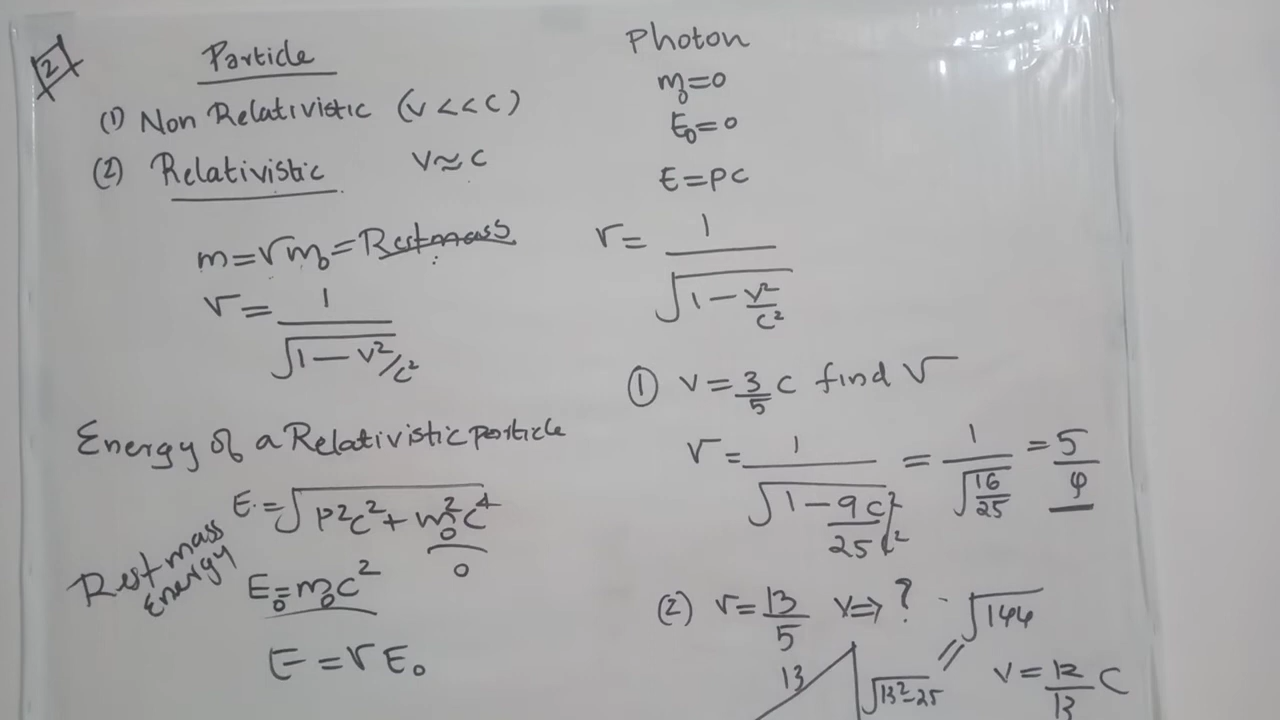 2
Particle
(1) Non Relativistic (v << c)
(2) Relativistic v ≈ c
m = γm₀ = Rest mass
γ = 1/√(1 − v²/c²)
Energy of a Relativistic particle
E = √(p²c² + m₀²c⁴)
0
Rest mass Energy
E₀ = m₀c²
E = γE₀
Photon
m₀ = 0
E₀ = 0
E = pc
γ = 1/√(1 − v²/c²)
① v = 3/5 c find γ
γ = 1/√(1 − 9c²/25c²) = 1/√(16/25) = 5/4
(2) γ = 13/5 v ⇒ ? √144
13 √(13²−25) v = 12/13 c